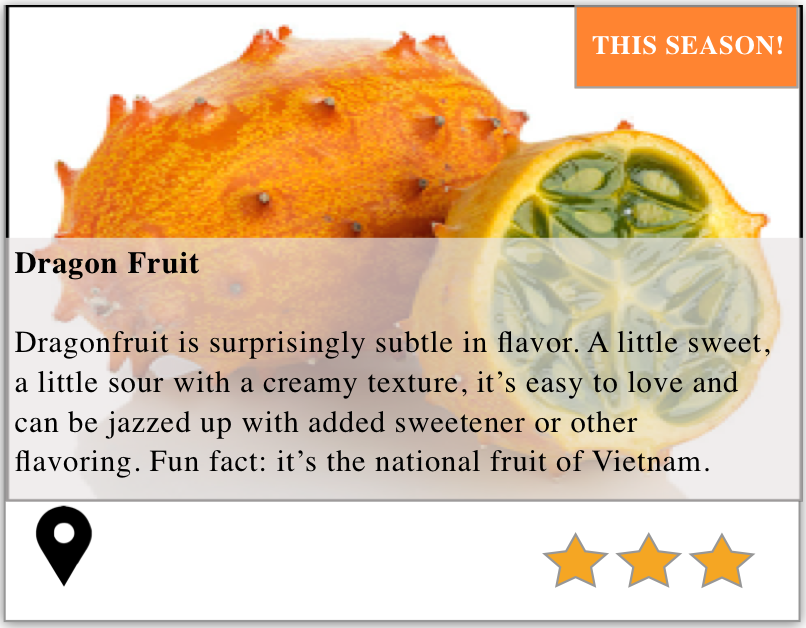 THIS SEASON!
Dragon Fruit
Dragonfruit is surprisingly subtle in flavor. A little sweet,
a little sour with a creamy texture, it’s easy to love and
can be jazzed up with added sweetener or other
flavoring. Fun fact: it’s the national fruit of Vietnam.